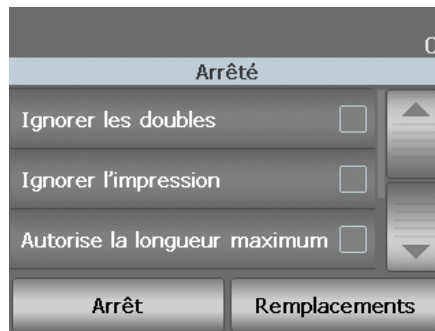 Arrêté
Ignorer les doubles
Ignorer l'impression
Autorise la longueur maximum
Arrêt
Remplacements